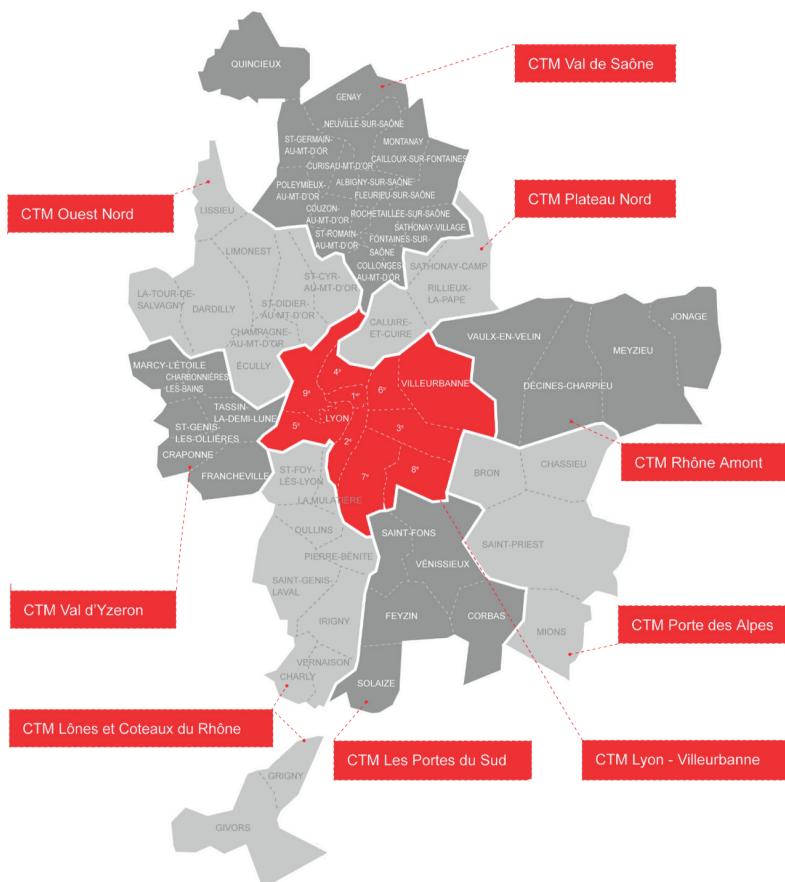 QUINCIEUX
CTM Val de Saône
GENAY
NEUVILLE-SUR-SAÔNE
ST-GERMAIN-
AU-MT-D'OR
MONTANAY
CURISAU-MT-D'OR
CAILLOUX-SUR-FONTAINES
POLEYMIEUX-
AU-MT-D'OR
ALBIGNY-SUR-SAÔNE
FLEURIEU-SUR-SAÔNE
COUZON-
AU-MT-D'OR
ROCHETAILLÉE-SUR-SAÔNE
SATHONAY-VILLAGE
ST-ROMAIN-
AU-MT-D'OR
FONTAINES-SUR-
SAÔNE
COLLONGES-
AU-MT-D'OR
CTM Ouest Nord
CTM Plateau Nord
LISSIEU
LIMONEST
LA-TOUR-DE-
SALVAGNY
DARDILLY
ST-CYR-
AU-MT-D'OR
ST-DIDIER-
AU-MT-D'OR
CHAMPAGNE-
AU-MT-D'OR
ÉCULLY
SATHONAY-CAMP
RILLIEUX-
LA-PAPE
CALUIRE-
ET-CUIRE
VAULX-EN-VELIN
JONAGE
MEYZIEU
DÉCINES-CHARPIEU
MARCY-L'ÉTOILE
CHARBONNIÈRES
LES-BAINS
TASSIN-
LA-DEMI-LUNE
ST-GENIS-
LES-OLLIÈRES
CRAPONNE
FRANCHEVILLE
4e
9e
1er
6e
VILLEURBANNE
LYON
5e
2e
3e
7e
8e
CTM Rhône Amont
BRON
CHASSIEU
SAINT-PRIEST
MIONS
ST-FOY-
LÈS-LYON
LA MULATIÈRE
OULLINS
PIERRE-BÉNITE
SAINT-GENIS-
LAVAL
IRIGNY
VERNAISON
CHARLY
SAINT-FONS
VÉNISSIEUX
FEYZIN
CORBAS
SOLAIZE
CTM Val d'Yzeron
CTM Porte des Alpes
CTM Lônes et Coteaux du Rhône
CTM Les Portes du Sud
CTM Lyon - Villeurbanne
GRIGNY
GIVORS